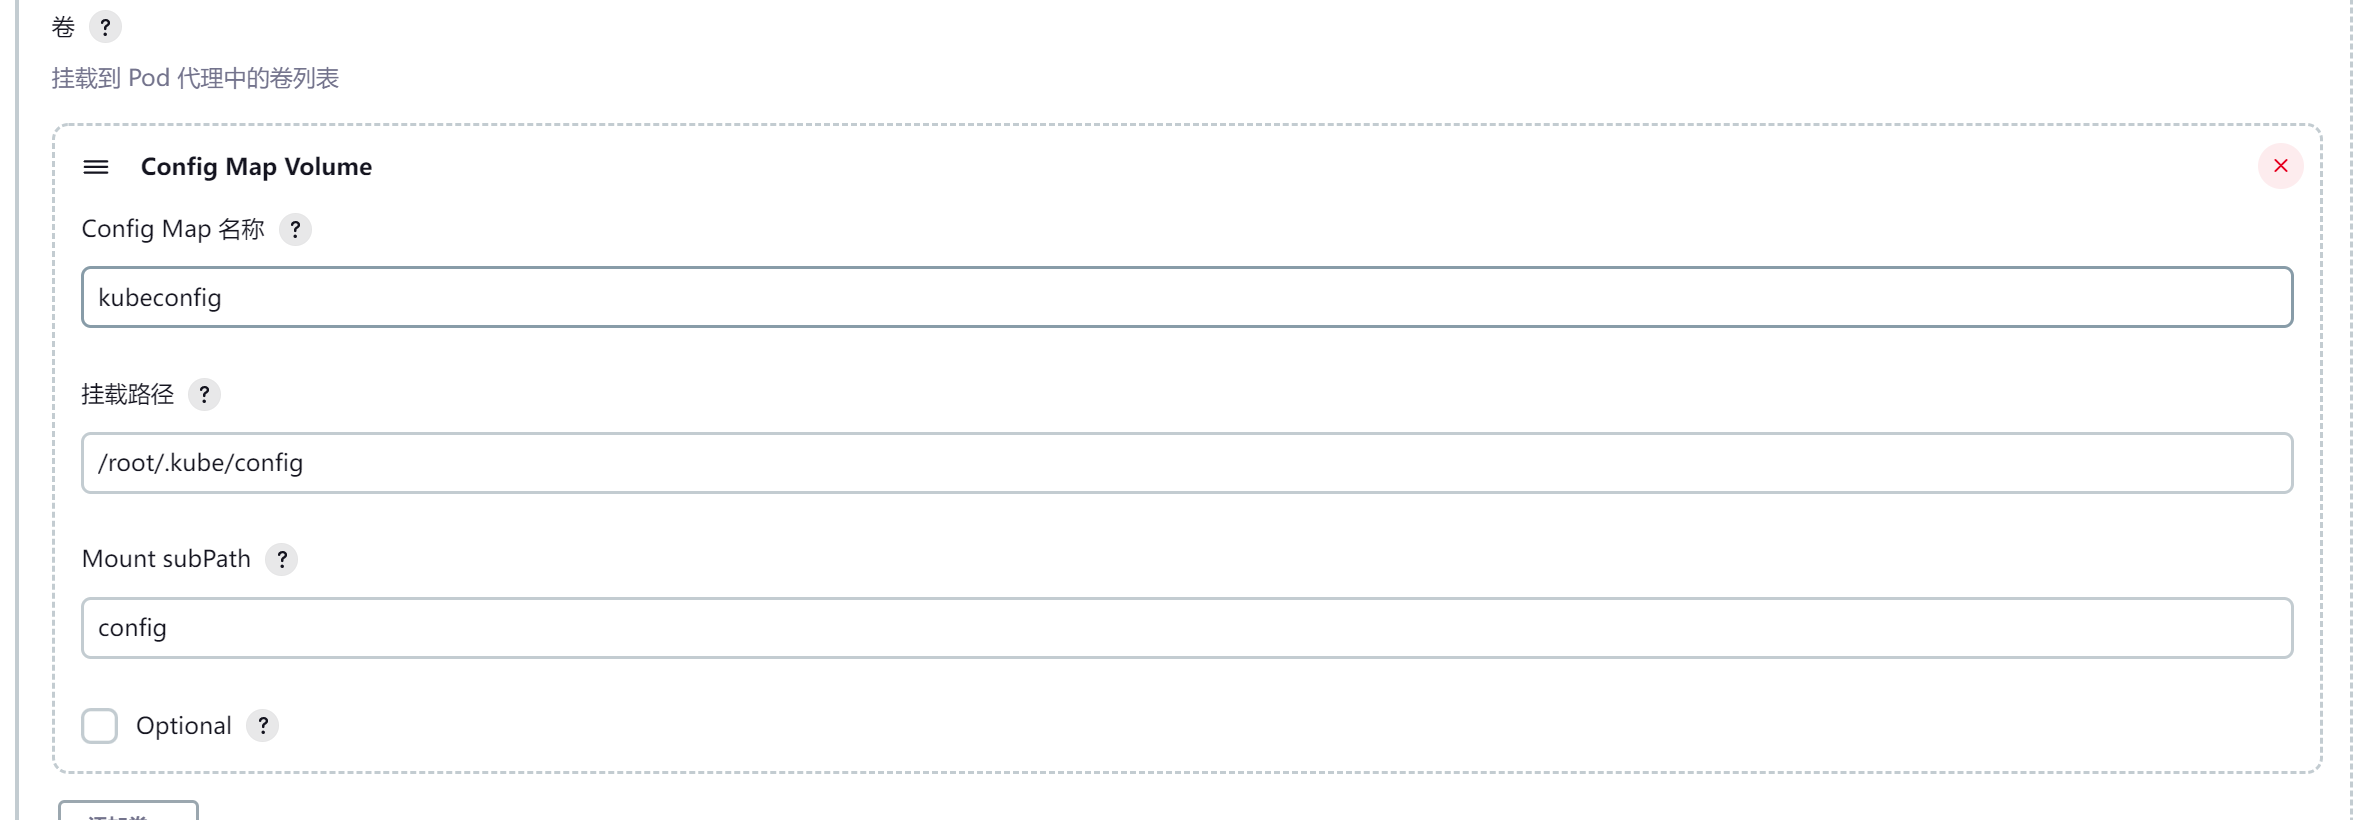 卷 ?
挂载到 Pod 代理中的卷列表
Config Map Volume
Config Map 名称 ?
kubeconfig
挂载路径 ?
/root/.kube/config
Mount subPath ?
config
Optional ?